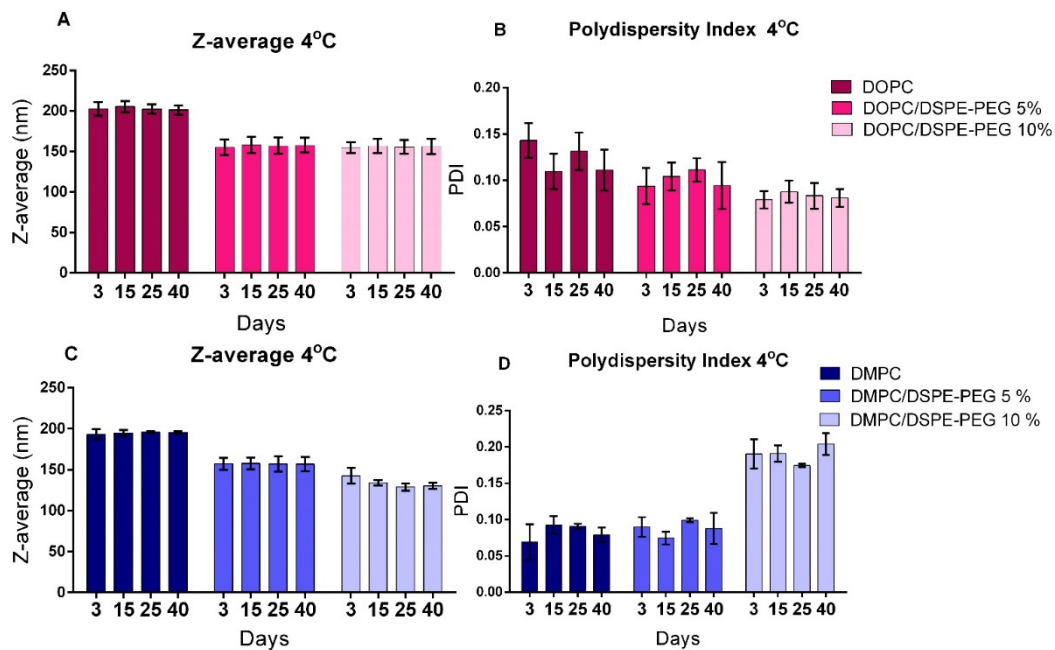 A
Z-average 4°C
Z-average (nm)
250
200
150
100
50
0
3 15 25 40 3 15 25 40 3 15 25 40
Days
B
Polydispersity Index 4°C
PDI
0.20
0.15
0.10
0.05
0.00
3 15 25 40 3 15 25 40 3 15 25 40
Days
DOPC
DOPC/DSPE-PEG 5%
DOPC/DSPE-PEG 10%
C
Z-average 4°C
Z-average (nm)
250
200
150
100
50
0
3 15 25 40 3 15 25 40 3 15 25 40
Days
D
Polydispersity Index 4°C
PDI
0.25
0.20
0.15
0.10
0.05
0.00
3 15 25 40 3 15 25 40 3 15 25 40
Days
DMPC
DMPC/DSPE-PEG 5 %
DMPC/DSPE-PEG 10 %